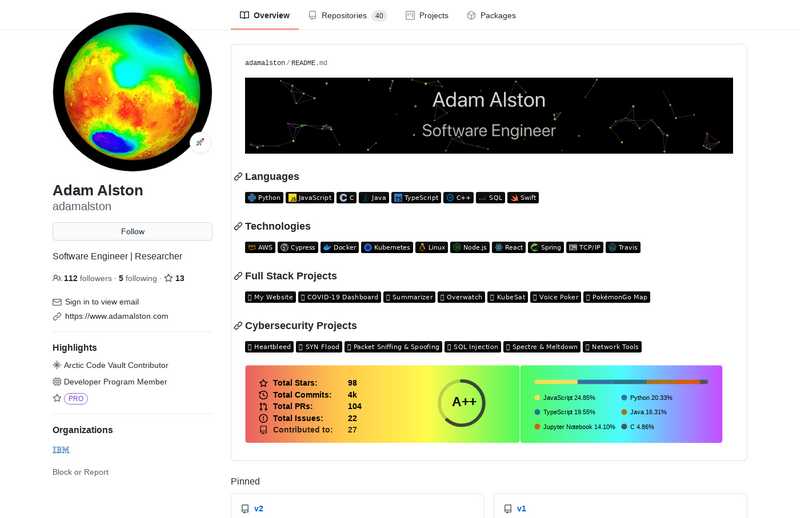 Overview Repositories 40 Projects Packages
adamalston/README.md
Adam Alston
Software Engineer
Languages
Python JavaScript C Java TypeScript C++ SQL Swift
Technologies
AWS Cypress Docker Kubernetes Linux Node.js React Spring TCP/IP Travis
Full Stack Projects
My Website COVID-19 Dashboard Summarizer Overwatch KubeSat Voice Poker PokémonGo Map
Cybersecurity Projects
Heartbleed SYN Flood Packet Sniffing & Spoofing SQL Injection Spectre & Meltdown Network Tools
Total Stars: 98
Total Commits: 4k
Total PRs: 104
Total Issues: 22
Contributed to: 27
A++
JavaScript 24.85% Python 20.33%
TypeScript 19.55% Java 16.31%
Jupyter Notebook 14.10% C 4.86%
Pinned
v2 v1
Adam Alston
adamalston
Follow
Software Engineer | Researcher
112 followers · 5 following · 13
Sign in to view email
https://www.adamalston.com
Highlights
Arctic Code Vault Contributor
Developer Program Member
PRO
Organizations
IBM
Block or Report